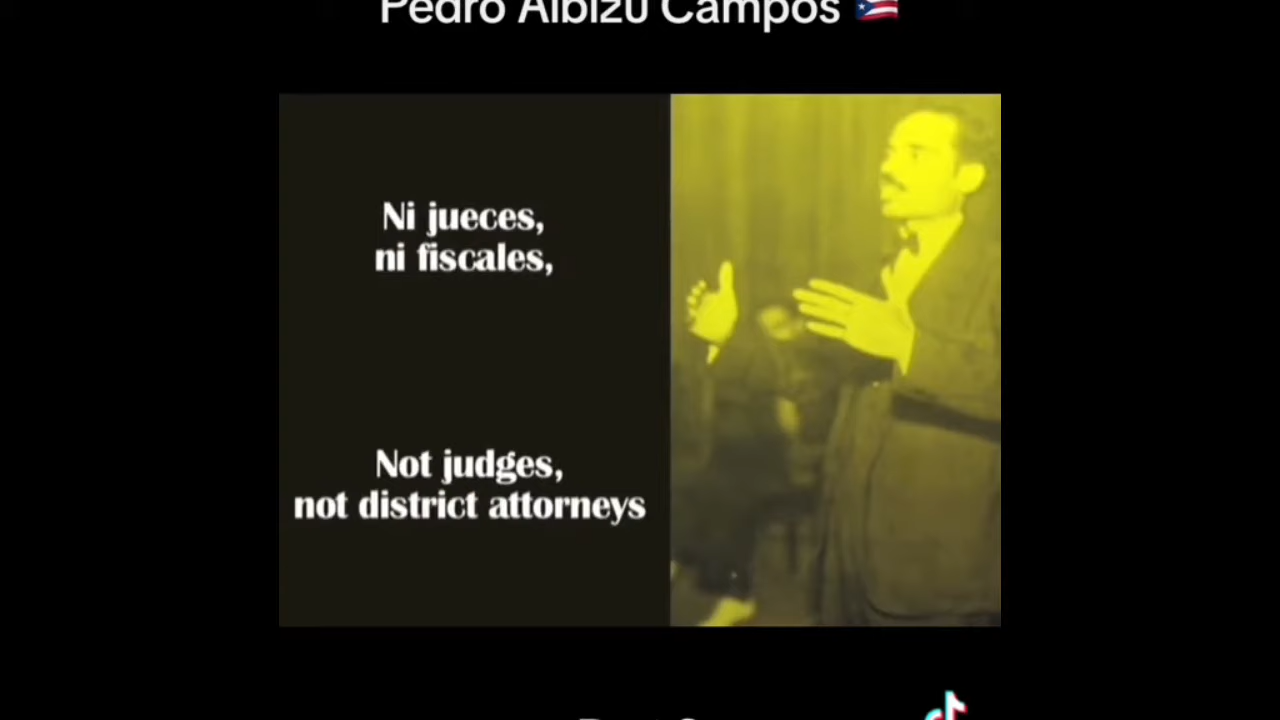 Pedro Albizu Campos 🇵🇷
Ni jueces,
ni fiscales,
Not judges,
not district attorneys